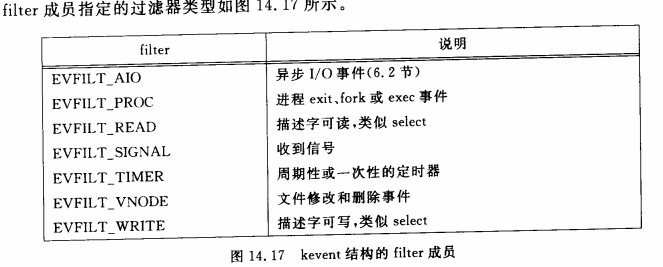 filter 成员指定的过滤器类型如图 14.17 所示。
filter 说明
EVFILT_AIO 异步 I/O 事件(6.2 节)
EVFILT_PROC 进程 exit、fork 或 exec 事件
EVFILT_READ 描述字可读,类似 select
EVFILT_SIGNAL 收到信号
EVFILT_TIMER 周期性或一次性的定时器
EVFILT_VNODE 文件修改和删除事件
EVFILT_WRITE 描述字可写,类似 select
图 14.17 kevent 结构的 filter 成员